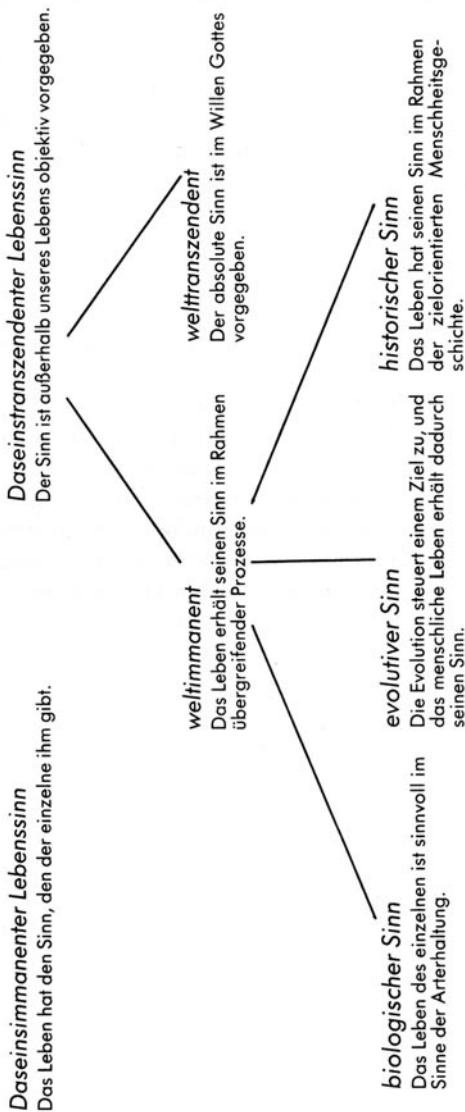 Daseinsimmanenter Lebenssinn
Das Leben hat den Sinn, den der einzelne ihm gibt.
Daseinstranszendenter Lebenssinn
Der Sinn ist außerhalb unseres Lebens objektiv vorgegeben.
weltimmanent
Das Leben erhält seinen Sinn im Rahmen
übergreifender Prozesse.
welttranszendent
Der absolute Sinn ist im Willen Gottes
vorgegeben.
biologischer Sinn
Das Leben des einzelnen ist sinnvoll im
Sinne der Arterhaltung.
evolutiver Sinn
Die Evolution steuert einem Ziel zu, und
das menschliche Leben erhält dadurch
seinen Sinn.
historischer Sinn
Das Leben hat seinen Sinn im Rahmen
der zielorientierten Menschheitsge-
schichte.